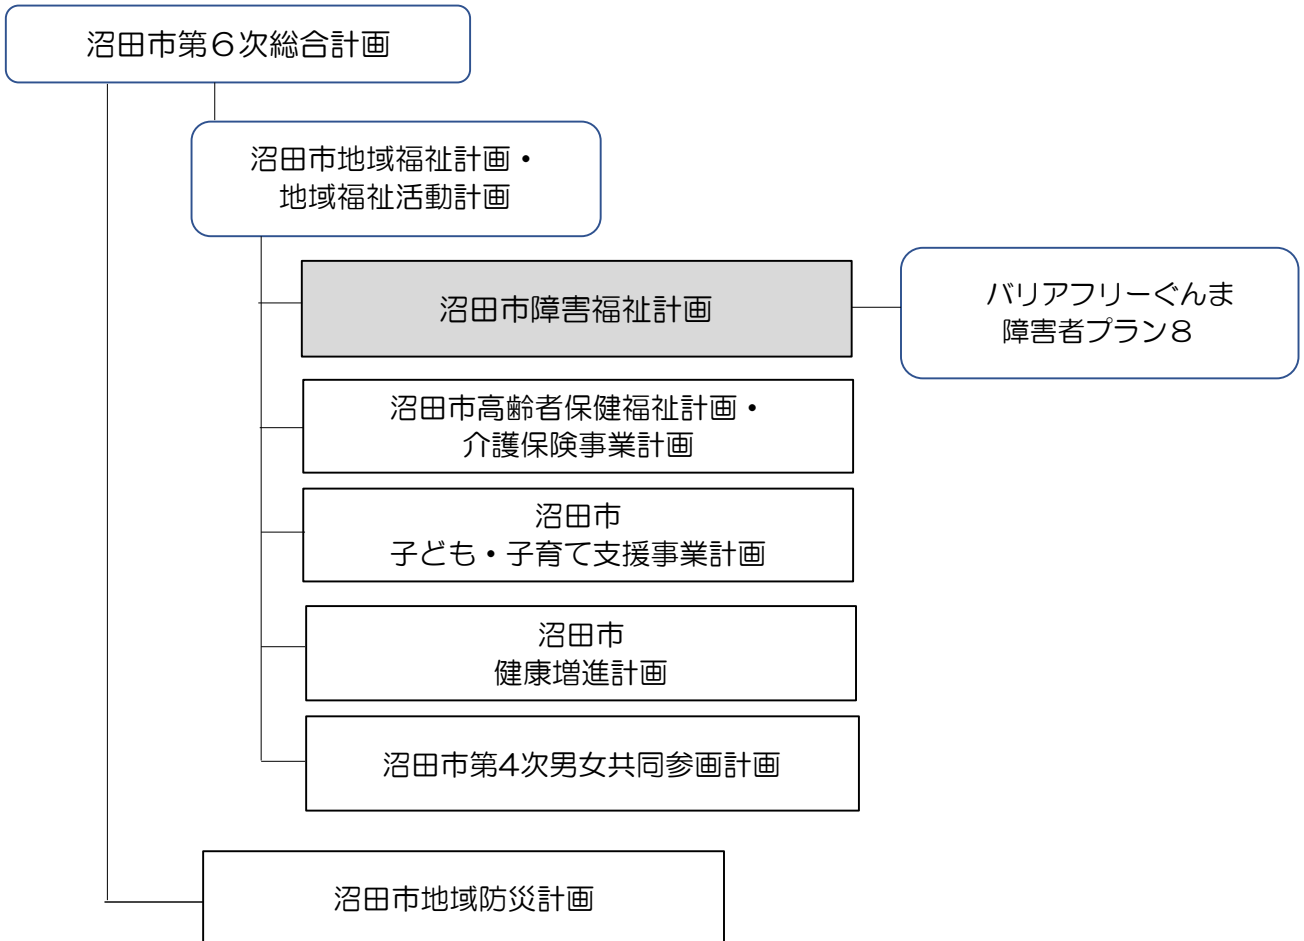 沼田市第６次総合計画
沼田市地域福祉計画・
地域福祉活動計画
沼田市障害福祉計画
バリアフリーぐんま
障害者プラン８
沼田市高齢者保健福祉計画・
介護保険事業計画
沼田市
子ども・子育て支援事業計画
沼田市
健康増進計画
沼田市第4次男女共同参画計画
沼田市地域防災計画